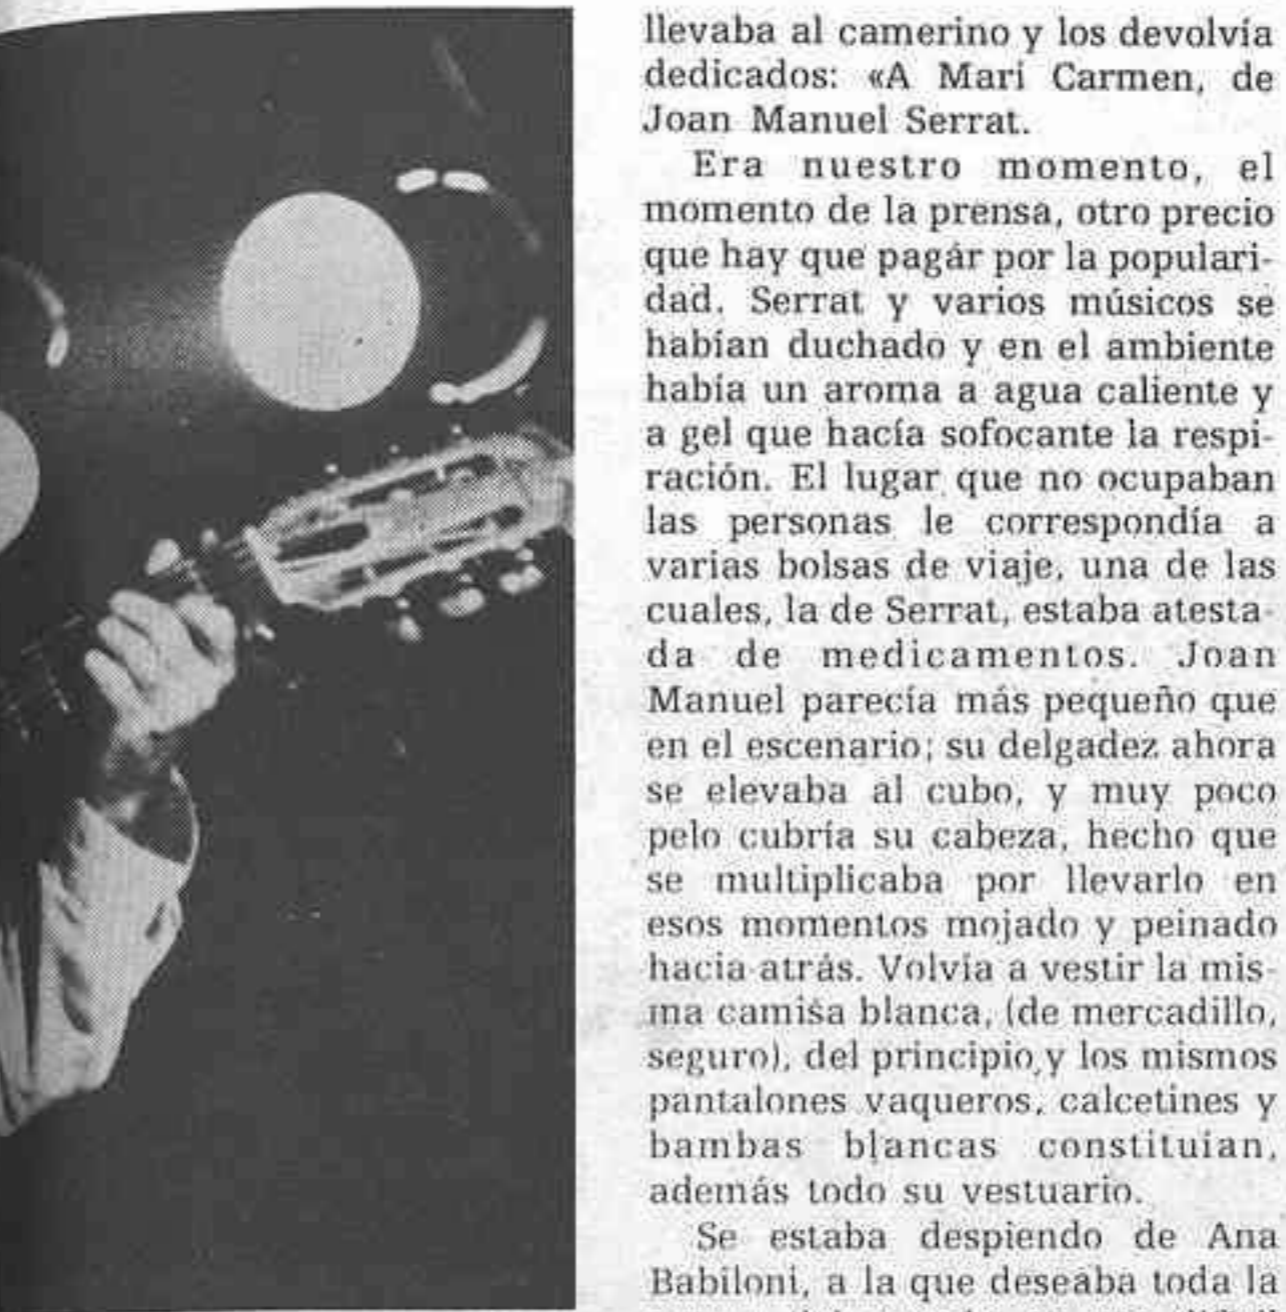 llevaba al camerino y los devolvía
dedicados: «A Mari Carmen, de
Joan Manuel Serrat.
Era nuestro momento, el
momento de la prensa, otro precio
que hay que pagár por la populari-
dad. Serrat y varios músicos se
habían duchado y en el ambiente
había un aroma a agua caliente y
a gel que hacía sofocante la respi-
ración. El lugar que no ocupaban
las personas le correspondía a
varias bolsas de viaje, una de las
cuales, la de Serrat, estaba atesta-
da de medicamentos. Joan
Manuel parecía más pequeño que
en el escenario; su delgadez ahora
se elevaba al cubo, y muy poco
pelo cubría su cabeza, hecho que
se multiplicaba por llevarlo en
esos momentos mojado y peinado
hacia atrás. Volvía a vestir la mis-
ma camisa blanca, (de mercadillo,
seguro), del principio y los mismos
pantalones vaqueros, calcetines y
bambas blancas constituian,
además todo su vestuario.
Se estaba despiendo de Ana
Babiloni, a la que deseaba toda la